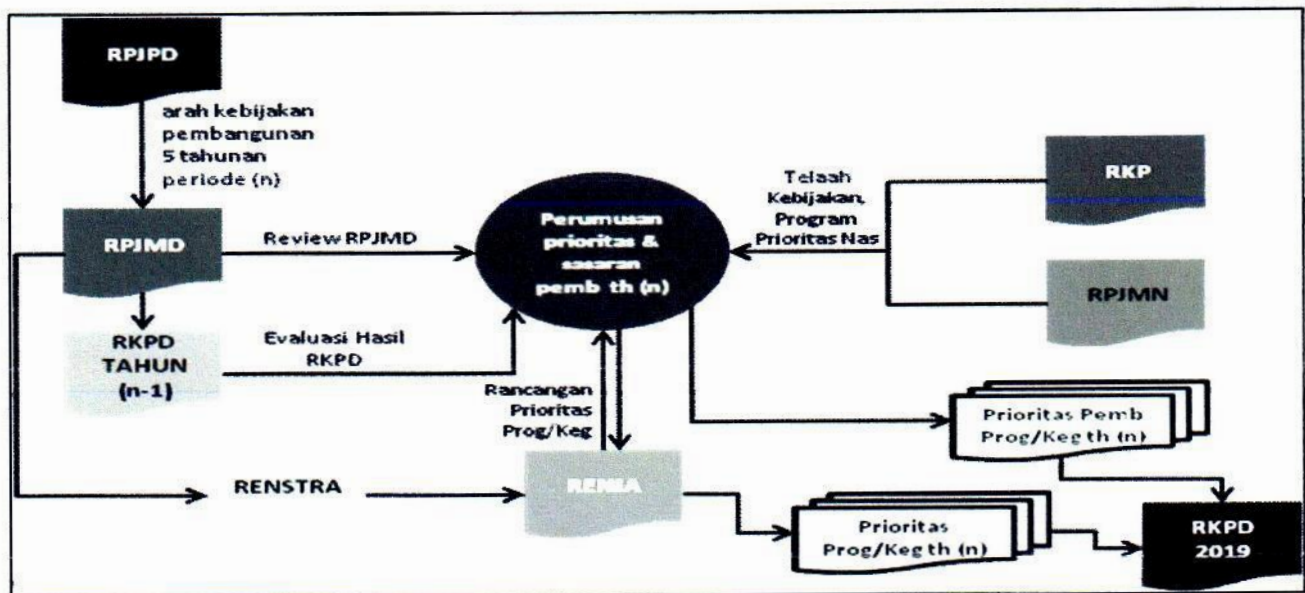 RPJPD
arah kebijakan
pembangunan
5 tahunan
periode (n)
RPJMD
Review RPJMD
RKPD
TAHUN
(n-1)
Evaluasi Hasil
RKPD
Perumusan
prioritas &
sasaran
pemb th (n)
Telaah
Kebijakan,
Program
Prioritas Nas
RKP
RPJMN
Rancangan
Prioritas
Prog/Keg
Prioritas Pemb
Prog/Keg th (n)
RENSTRA
RENJA
Prioritas
Prog/Keg th (n)
RKPD
2019